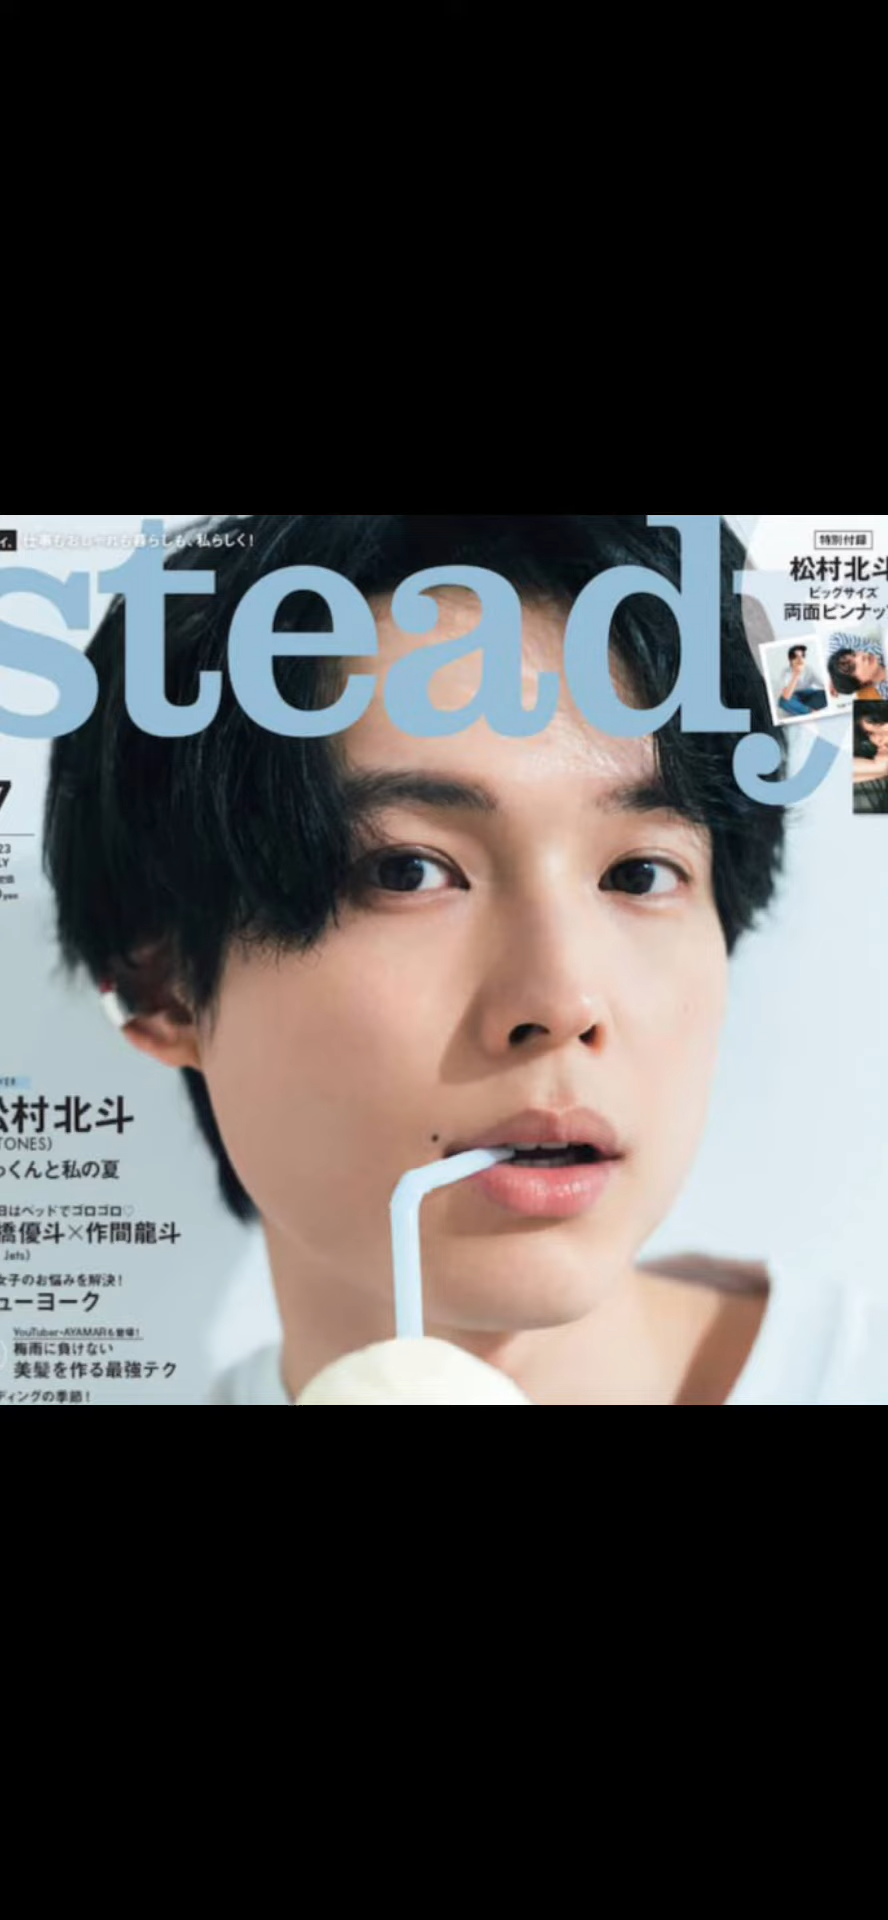 仕事もおしゃれも暮らしも、私らしく!
steady
特別付録
松村北斗
ビッグサイズ
両面ピンナッ
7
23
LY
yen
VER
松村北斗
TONES)
っくんと私の夏
日はベッドでゴロゴロ♡
橋優斗×作間龍斗
Jets)
女子のお悩みを解決!
ューヨーク
YouTuber・AYAMARも登場!
梅雨に負けない
美髪を作る最強テク
ディングの季節!